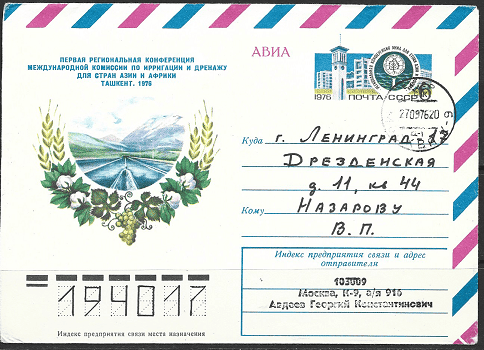 ПЕРВАЯ РЕГИОНАЛЬНАЯ КОНФЕРЕНЦИЯ
МЕЖДУНАРОДНОЙ КОМИССИИ ПО ИРРИГАЦИИ И ДРЕНАЖУ
ДЛЯ СТРАН АЗИИ И АФРИКИ
ТАШКЕНТ. 1976
АВИА
1976 ПОЧТА СССР
27097620
Куда г. Ленинград
Дрезденская
д. 11, кв 44
Кому Назарову
В. П.
Индекс предприятия связи и адрес
отправителя
103009
Москва, К-9, а/я 916
Авдеев Георгий Константинович
194017
Индекс предприятия связи места назначения